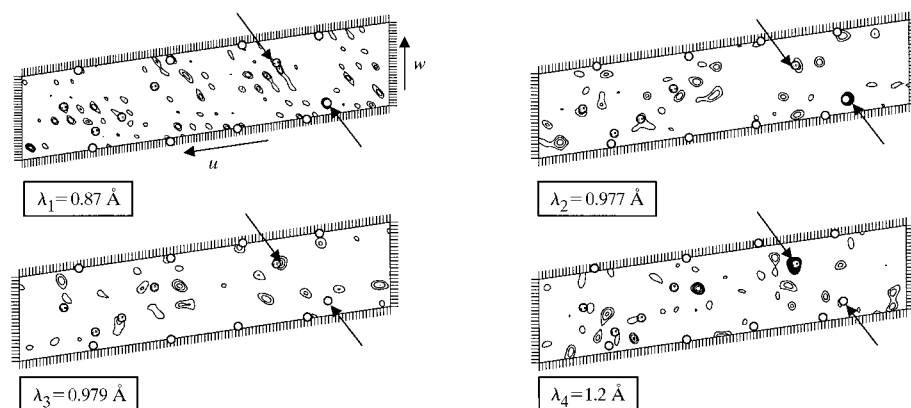 w
u
λ₁ = 0.87 Å
λ₂ = 0.977 Å
λ₃ = 0.979 Å
λ₄ = 1.2 Å